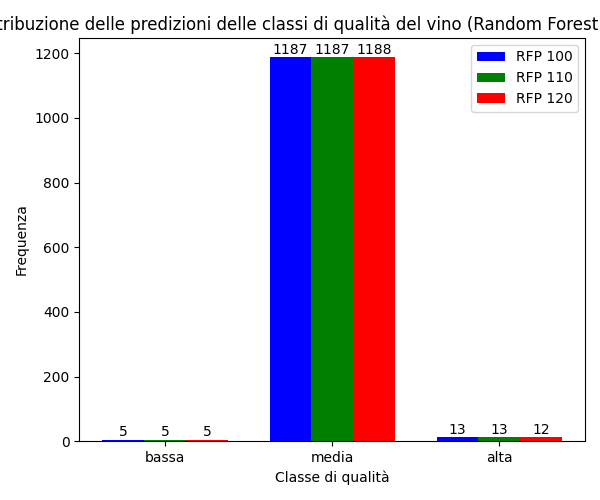 tribuzione delle predizioni delle classi di qualità del vino (Random Forest
1187 1187 1188
RFP 100
RFP 110
RFP 120
1200
1000
800
600
400
200
0
Frequenza
5 5 5
13 13 12
bassa media alta
Classe di qualità